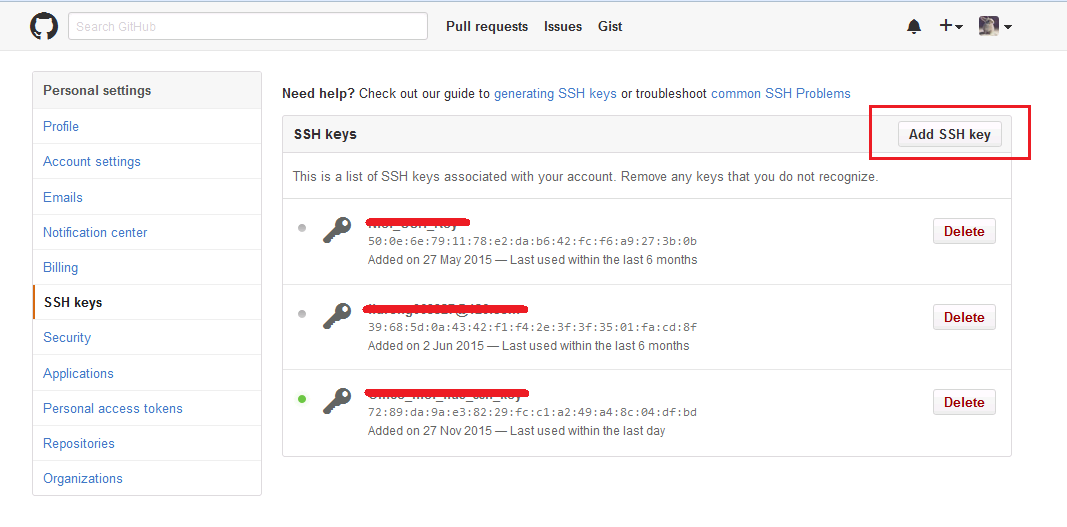 Search GitHub
Pull requests Issues Gist
Personal settings
Profile
Account settings
Emails
Notification center
Billing
SSH keys
Security
Applications
Personal access tokens
Repositories
Organizations
Need help? Check out our guide to generating SSH keys or troubleshoot common SSH Problems
SSH keys Add SSH key
This is a list of SSH keys associated with your account. Remove any keys that you do not recognize.
50:0e:6e:79:11:78:e2:da:b6:42:fc:f6:a9:27:3b:0b
Added on 27 May 2015 — Last used within the last 6 months
Delete
39:68:5d:0a:43:42:f1:f4:2e:3f:3f:35:01:fa:cd:8f
Added on 2 Jun 2015 — Last used within the last 6 months
Delete
72:89:da:9a:e3:82:29:fc:c1:a2:49:a4:8c:04:df:bd
Added on 27 Nov 2015 — Last used within the last day
Delete